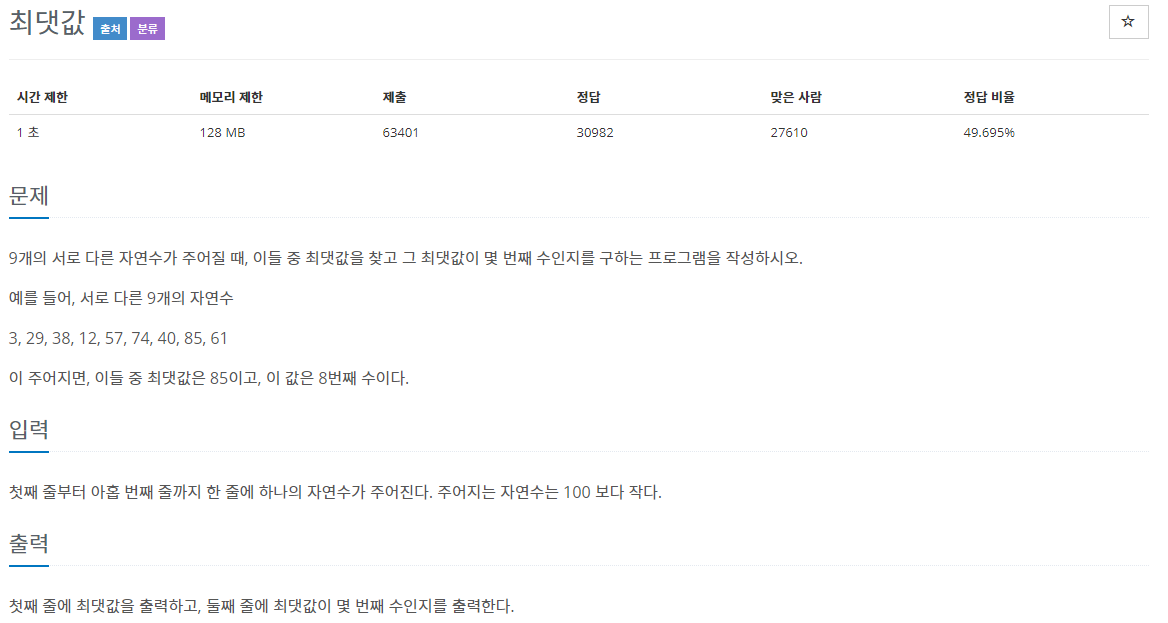 최댓값 출처 분류 ☆
시간 제한 메모리 제한 제출 정답 맞은 사람 정답 비율
1 초 128 MB 63401 30982 27610 49.695%
문제
9개의 서로 다른 자연수가 주어질 때, 이들 중 최댓값을 찾고 그 최댓값이 몇 번째 수인지를 구하는 프로그램을 작성하시오.
예를 들어, 서로 다른 9개의 자연수
3, 29, 38, 12, 57, 74, 40, 85, 61
이 주어지면, 이들 중 최댓값은 85이고, 이 값은 8번째 수이다.
입력
첫째 줄부터 아홉 번째 줄까지 한 줄에 하나의 자연수가 주어진다. 주어지는 자연수는 100 보다 작다.
출력
첫째 줄에 최댓값을 출력하고, 둘째 줄에 최댓값이 몇 번째 수인지를 출력한다.